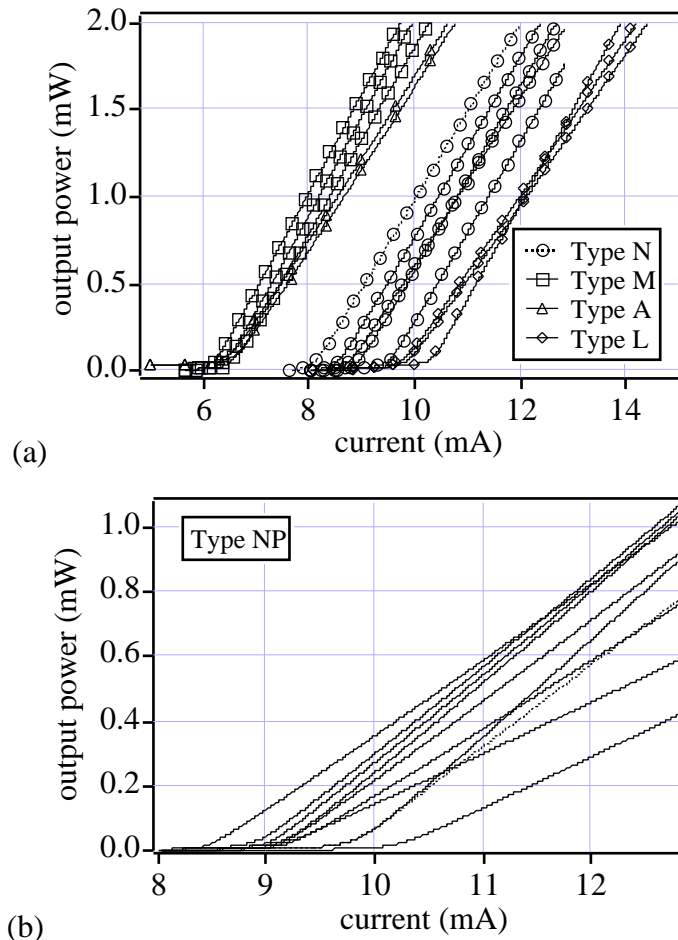 2.0
1.5
1.0
0.5
0.0
output power (mW)
Type N
Type M
Type A
Type L
6 8 10 12 14
current (mA)
(a)
1.0
0.8
0.6
0.4
0.2
0.0
output power (mW)
Type NP
8 9 10 11 12
current (mA)
(b)